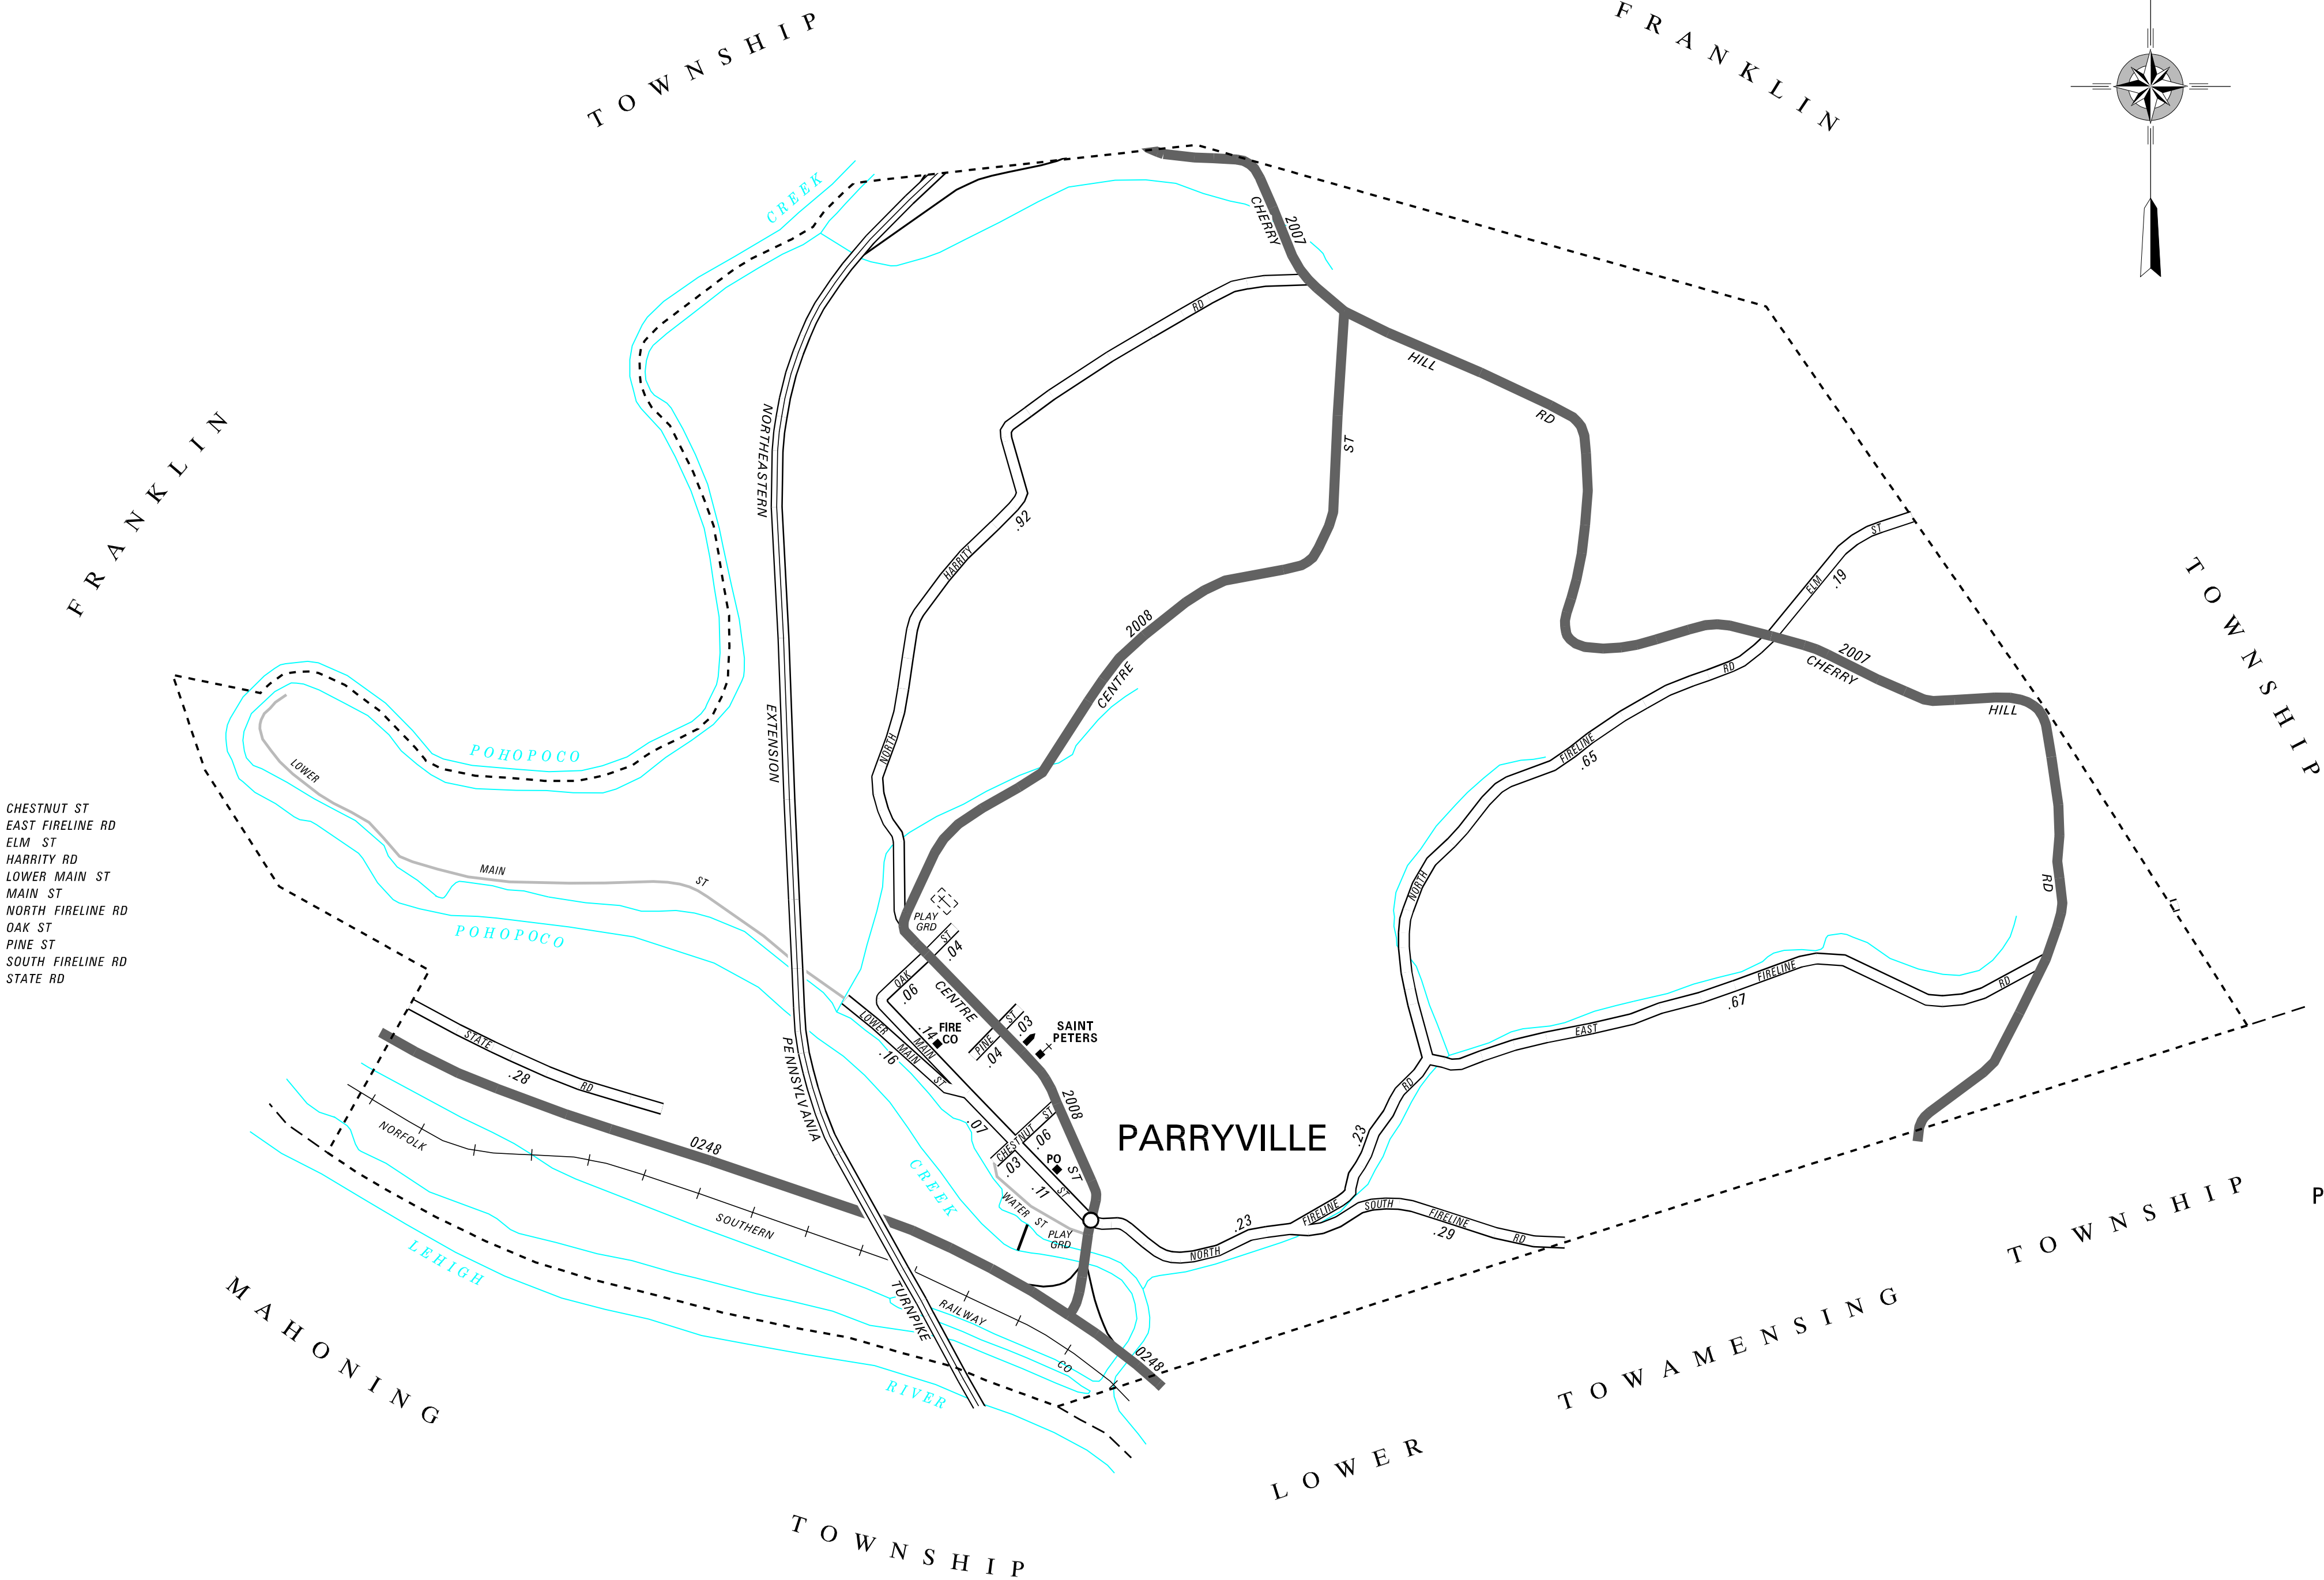 TOWNSHIP
FRANKLIN
CREEK
CHERRY
2007
RD
HILL
RD
NORTHEASTERN
ST
FRANKLIN
.92
HARRITY
ST
ELM
.19
TOWNSHIP
2008
CENTRE
2007
CHERRY
RD
HILL
NORTH
FIRELINE
.65
POHOPOCO
EXTENSION
LOWER
CHESTNUT ST
EAST FIRELINE RD
ELM ST
HARRITY RD
LOWER MAIN ST
MAIN ST
NORTH FIRELINE RD
OAK ST
PINE ST
SOUTH FIRELINE RD
STATE RD
MAIN
ST
NORTH
RD
PLAY
GRD
POHOPOCO
ST
.04
OAK
.06
CENTRE
FIRELINE
RD
.67
EAST
STATE
.28
RD
LOWER
MAIN
ST
.16
.14
MAIN
FIRE
CO
PINE
ST
.03
.04
SAINT
PETERS
PENNSYLVANIA
2008
RD
.23
NORFOLK
0248
.07
CHESTNUT
ST
.06
.03
PARRYVILLE
PO
ST
CREEK
.11
ST
WATER ST
PLAY
GRD
SOUTHERN
NORTH
.23
FIRELINE
SOUTH
FIRELINE
.29
RD
P
LEHIGH
MAHONING
TURNPIKE
RAILWAY
CO
0248
RIVER
TOWNSHIP
LOWER
TOWAMENSING
TOWNSHIP